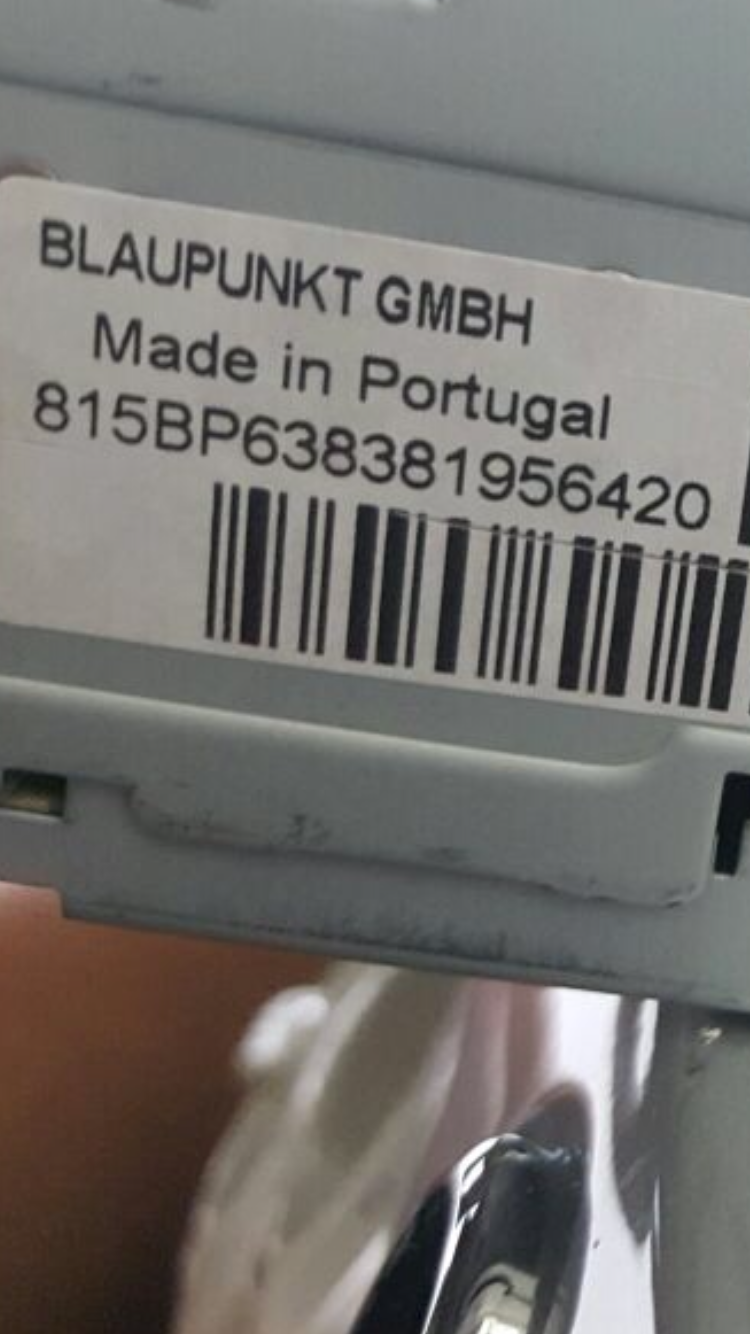 BLAUPUNKT GMBH
Made in Portugal
815BP638381956420